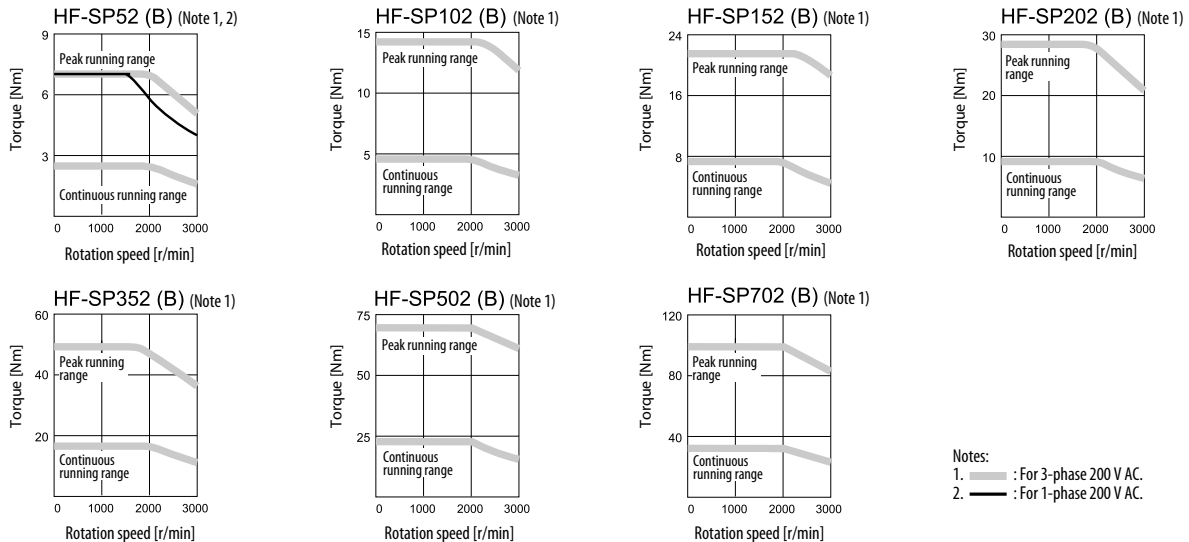 HF-SP52 (B) (Note 1, 2)
9
6
3
Torque [Nm]
Peak running range
Continuous running range
0 1000 2000 3000
Rotation speed [r/min]
HF-SP102 (B) (Note 1)
15
10
5
Torque [Nm]
Peak running range
Continuous
running range
0 1000 2000 3000
Rotation speed [r/min]
HF-SP152 (B) (Note 1)
24
16
8
Torque [Nm]
Peak running range
Continuous
running range
0 1000 2000 3000
Rotation speed [r/min]
HF-SP202 (B) (Note 1)
30
20
10
Torque [Nm]
Peak running
range
Continuous
running range
0 1000 2000 3000
Rotation speed [r/min]
HF-SP352 (B) (Note 1)
60
40
20
Torque [Nm]
Peak running
range
Continuous
running range
0 1000 2000 3000
Rotation speed [r/min]
HF-SP502 (B) (Note 1)
75
50
25
Torque [Nm]
Peak running range
Continuous
running range
0 1000 2000 3000
Rotation speed [r/min]
HF-SP702 (B) (Note 1)
120
80
40
Torque [Nm]
Peak running
range
Continuous
running range
0 1000 2000 3000
Rotation speed [r/min]
Notes:
1. : For 3-phase 200 V AC.
2. : For 1-phase 200 V AC.